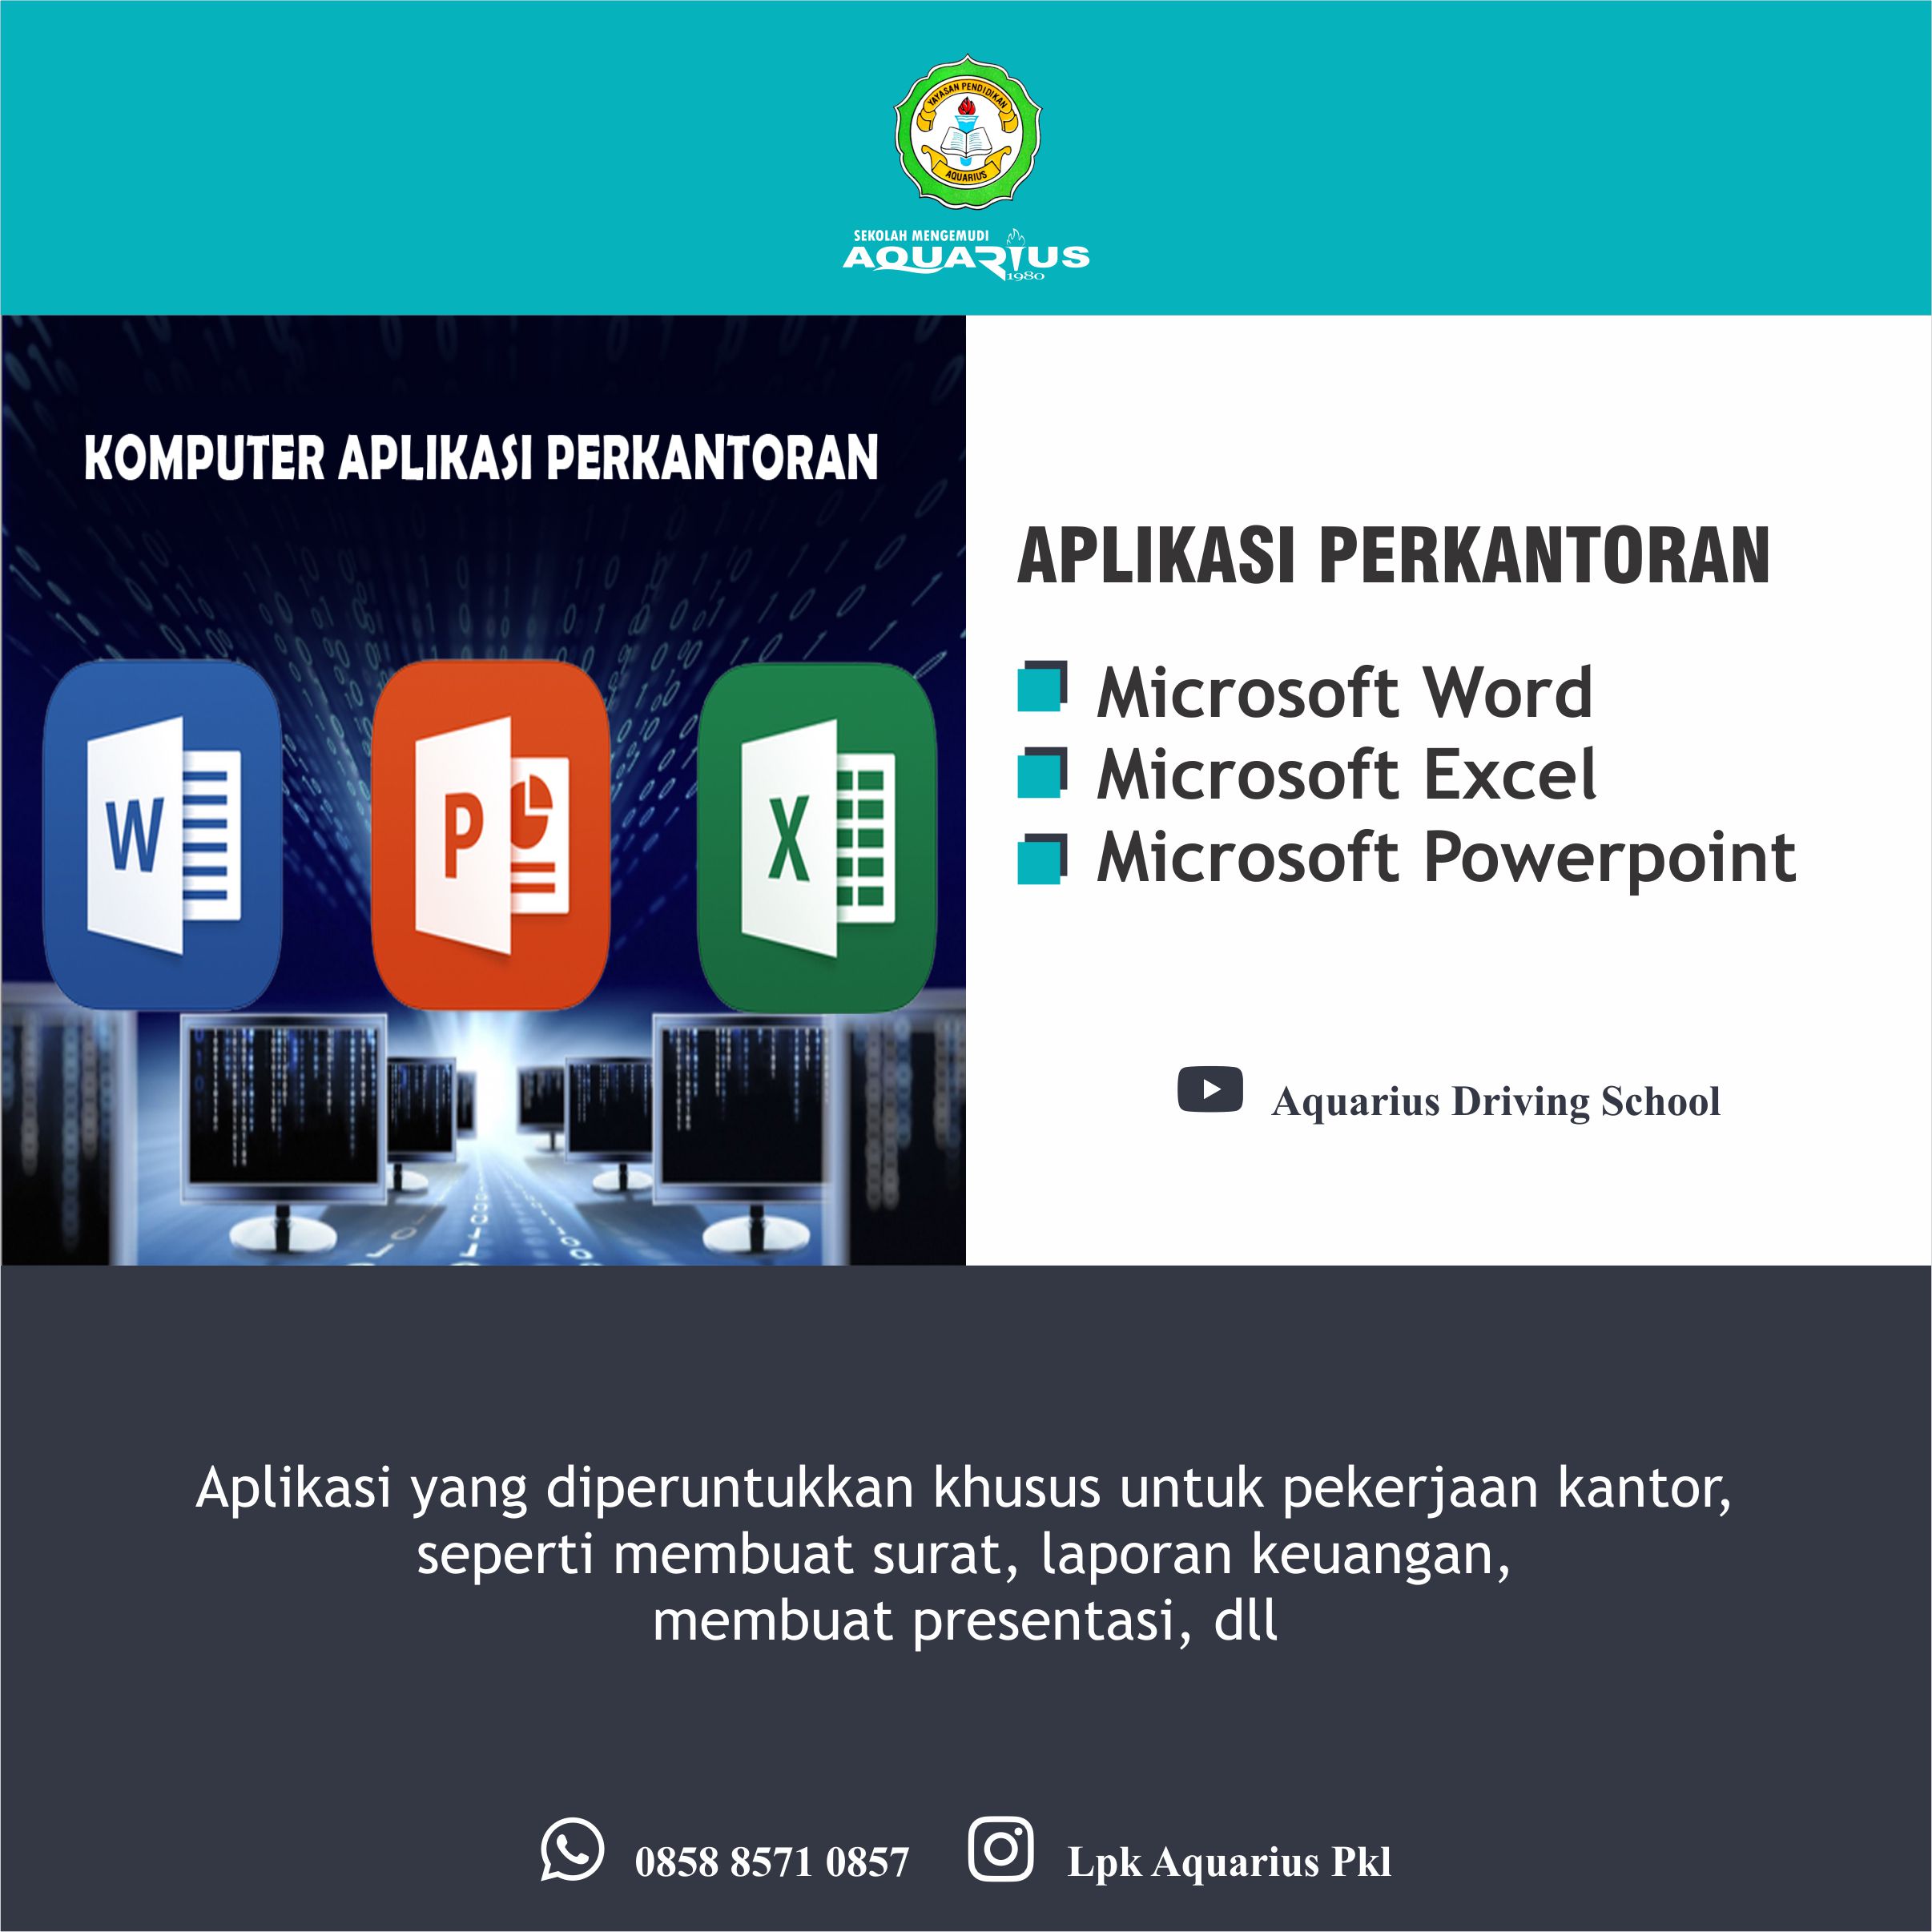 YAYASAN PENDIDIKAN
AQUARIUS
SEKOLAH MENGEMUDI
AQUARIUS
1980
KOMPUTER APLIKASI PERKANTORAN
W
P
X
APLIKASI PERKANTORAN
Microsoft Word
Microsoft Excel
Microsoft Powerpoint
Aquarius Driving School
Aplikasi yang diperuntukkan khusus untuk pekerjaan kantor,
seperti membuat surat, laporan keuangan,
membuat presentasi, dll
0858 8571 0857
Lpk Aquarius Pkl